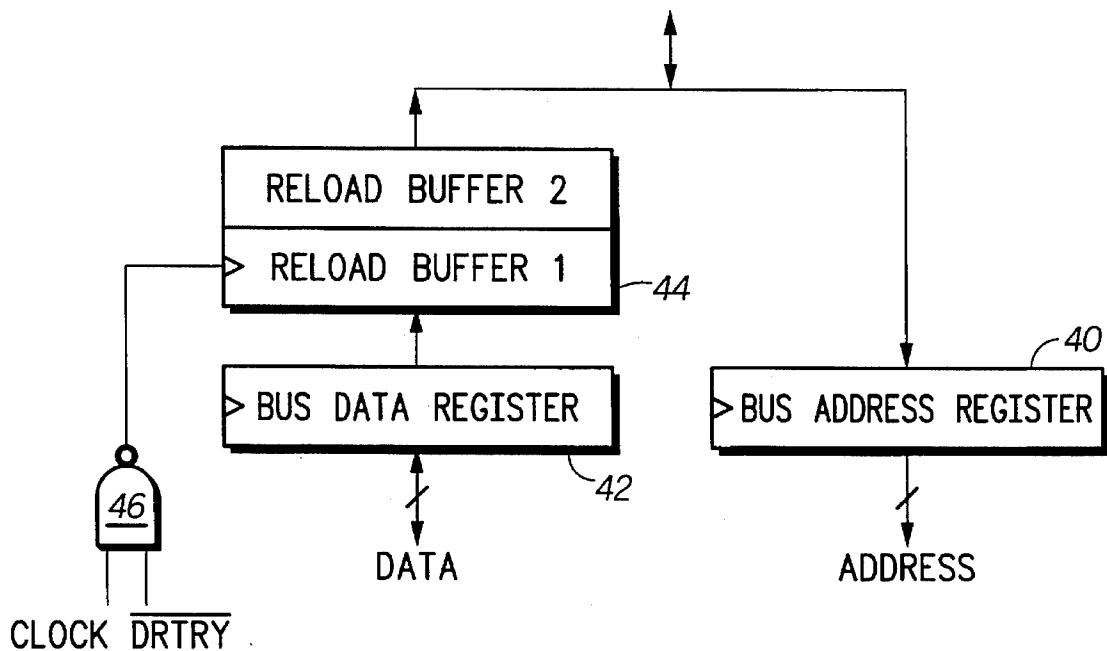 RELOAD BUFFER 2
RELOAD BUFFER 1
44
40
BUS DATA REGISTER
BUS ADDRESS REGISTER
42
46
DATA
ADDRESS
CLOCK DRTRY